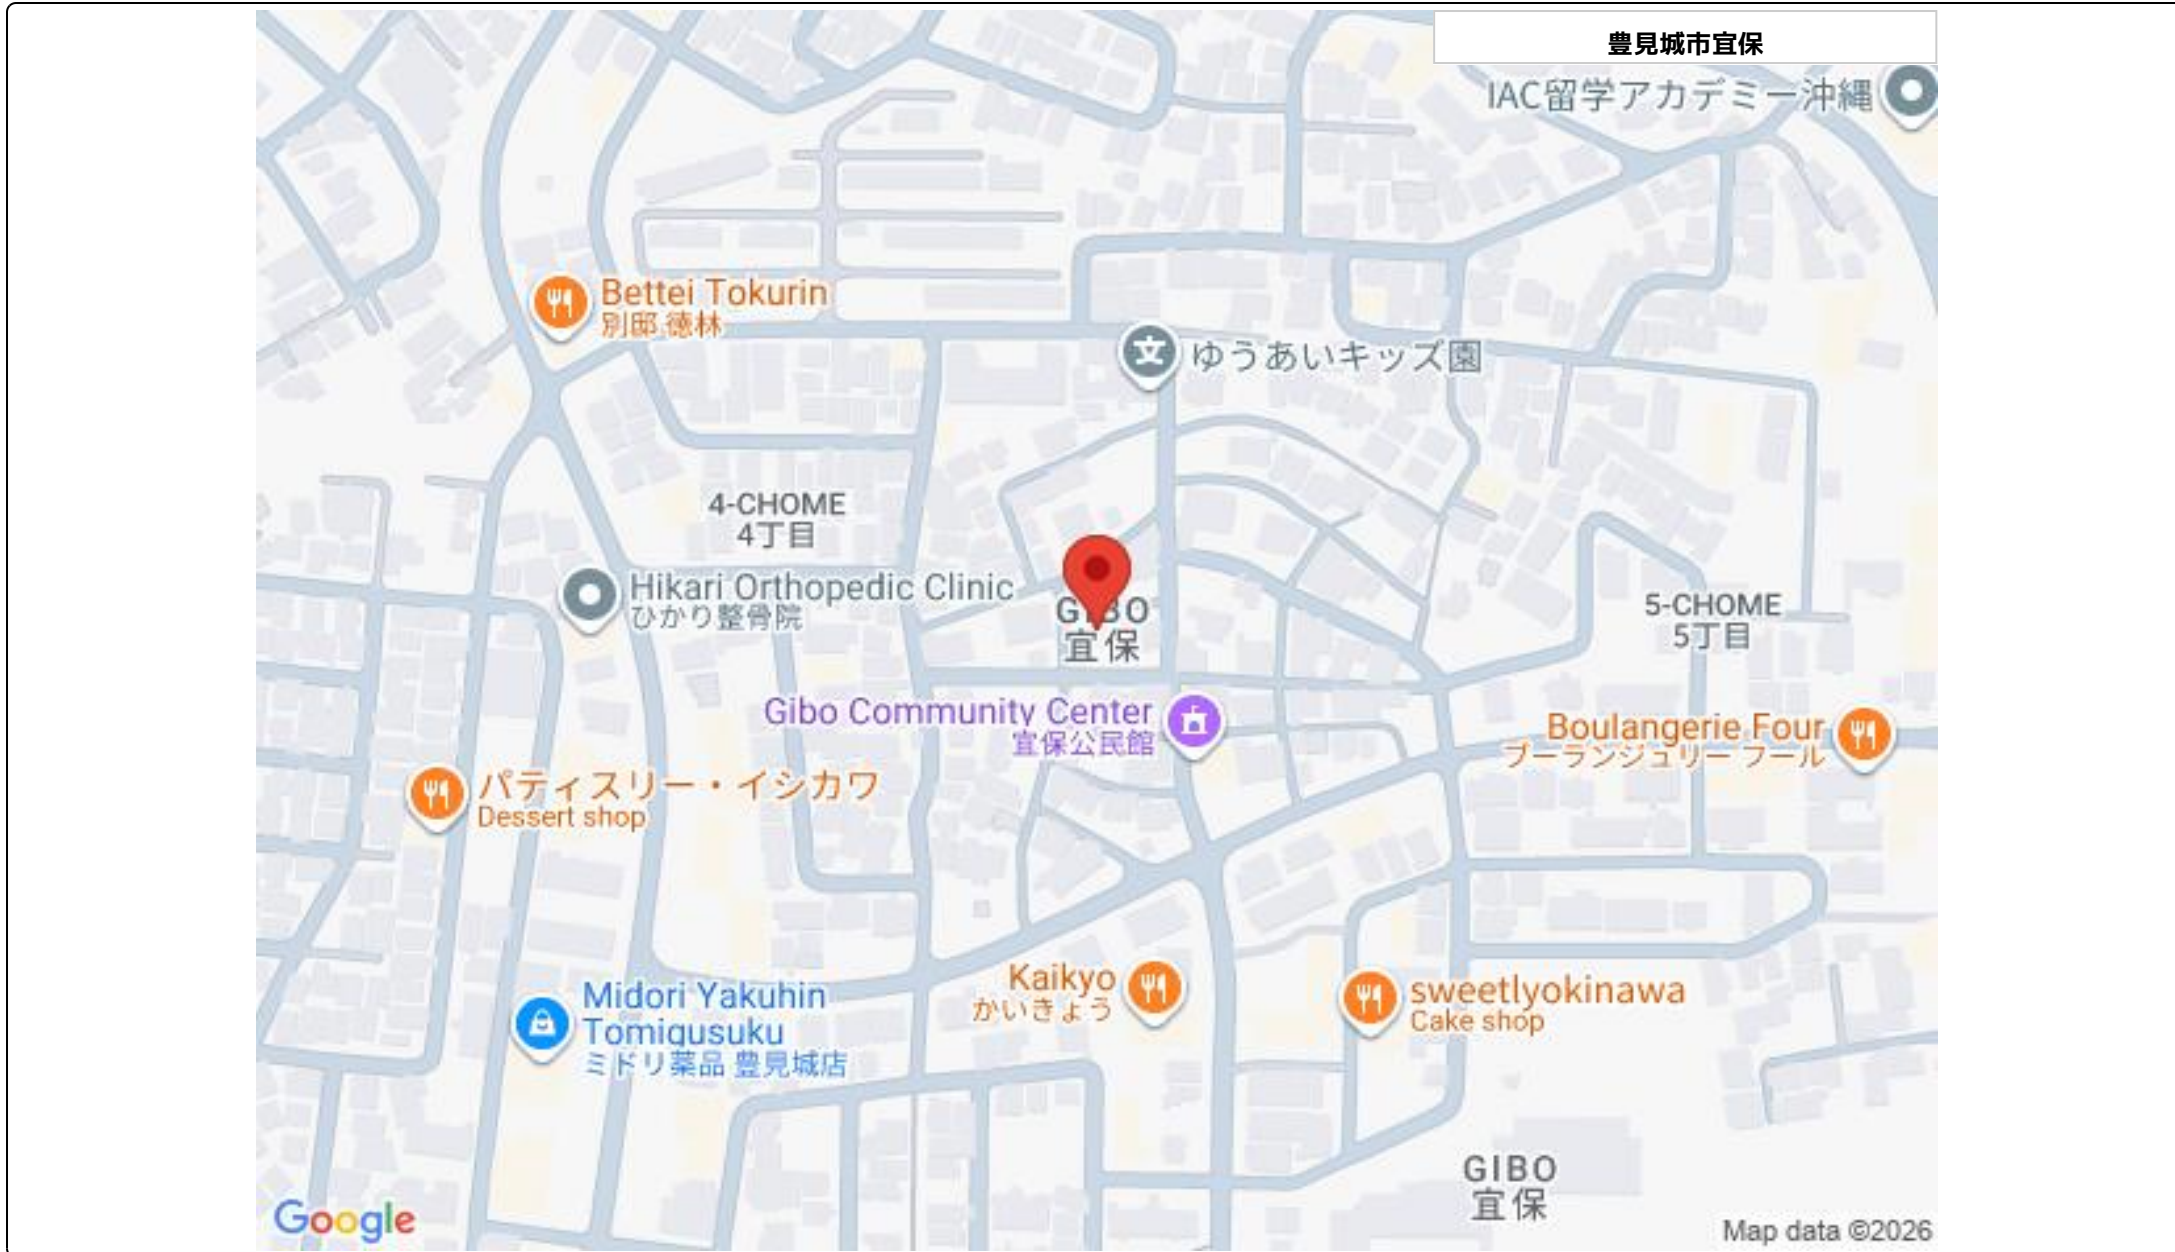 豊見城市宜保
IAC留学アカデミー沖縄
Bettei Tokurin
別邸 徳林
ゆうあいキッズ園
4-CHOME
4丁目
Hikari Orthopedic Clinic
ひかり整骨院
GIBO
宜保
5-CHOME
5丁目
Gibo Community Center
宜保公民館
Boulangerie Four
ブーランジュリー フール
パティスリー・イシカワ
Dessert shop
Kaikyo
かいきょう
sweetlyokinawa
Cake shop
Midori Yakuhin
Tomigusuku
ミドリ薬品 豊見城店
GIBO
宜保
Google
Map data ©2026